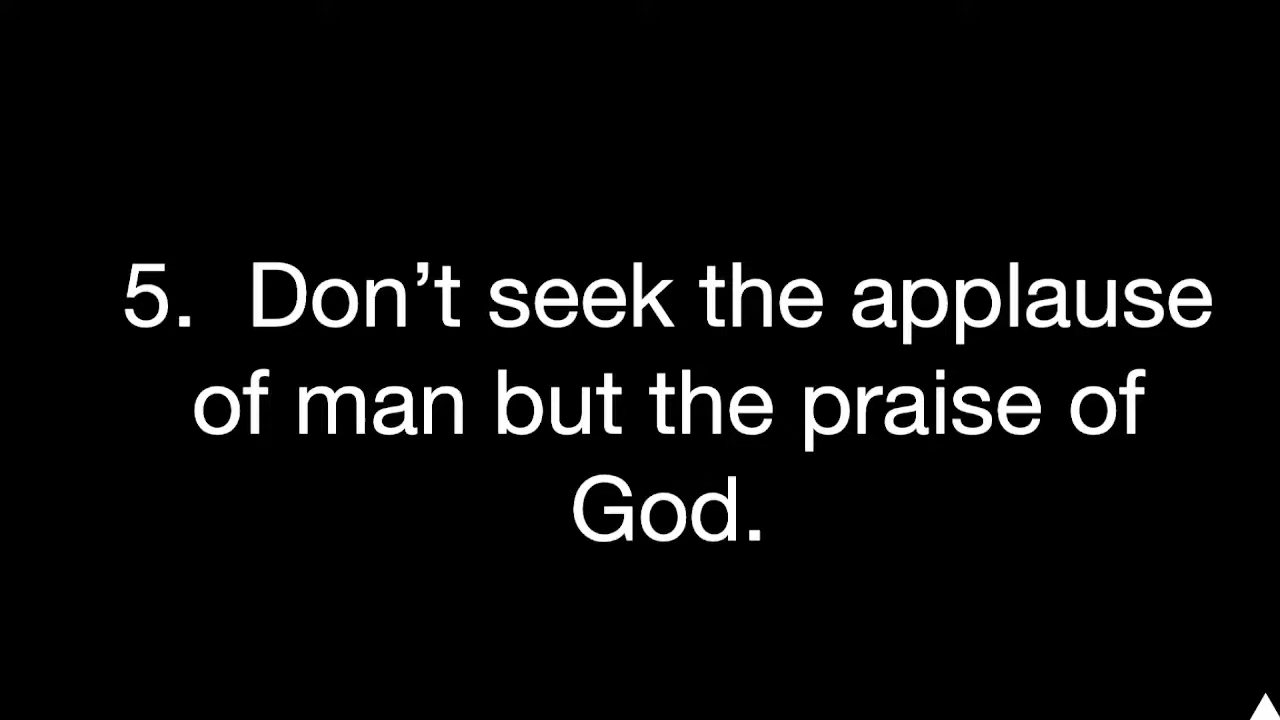 5.  Don’t seek the applause
of man but the praise of
God.